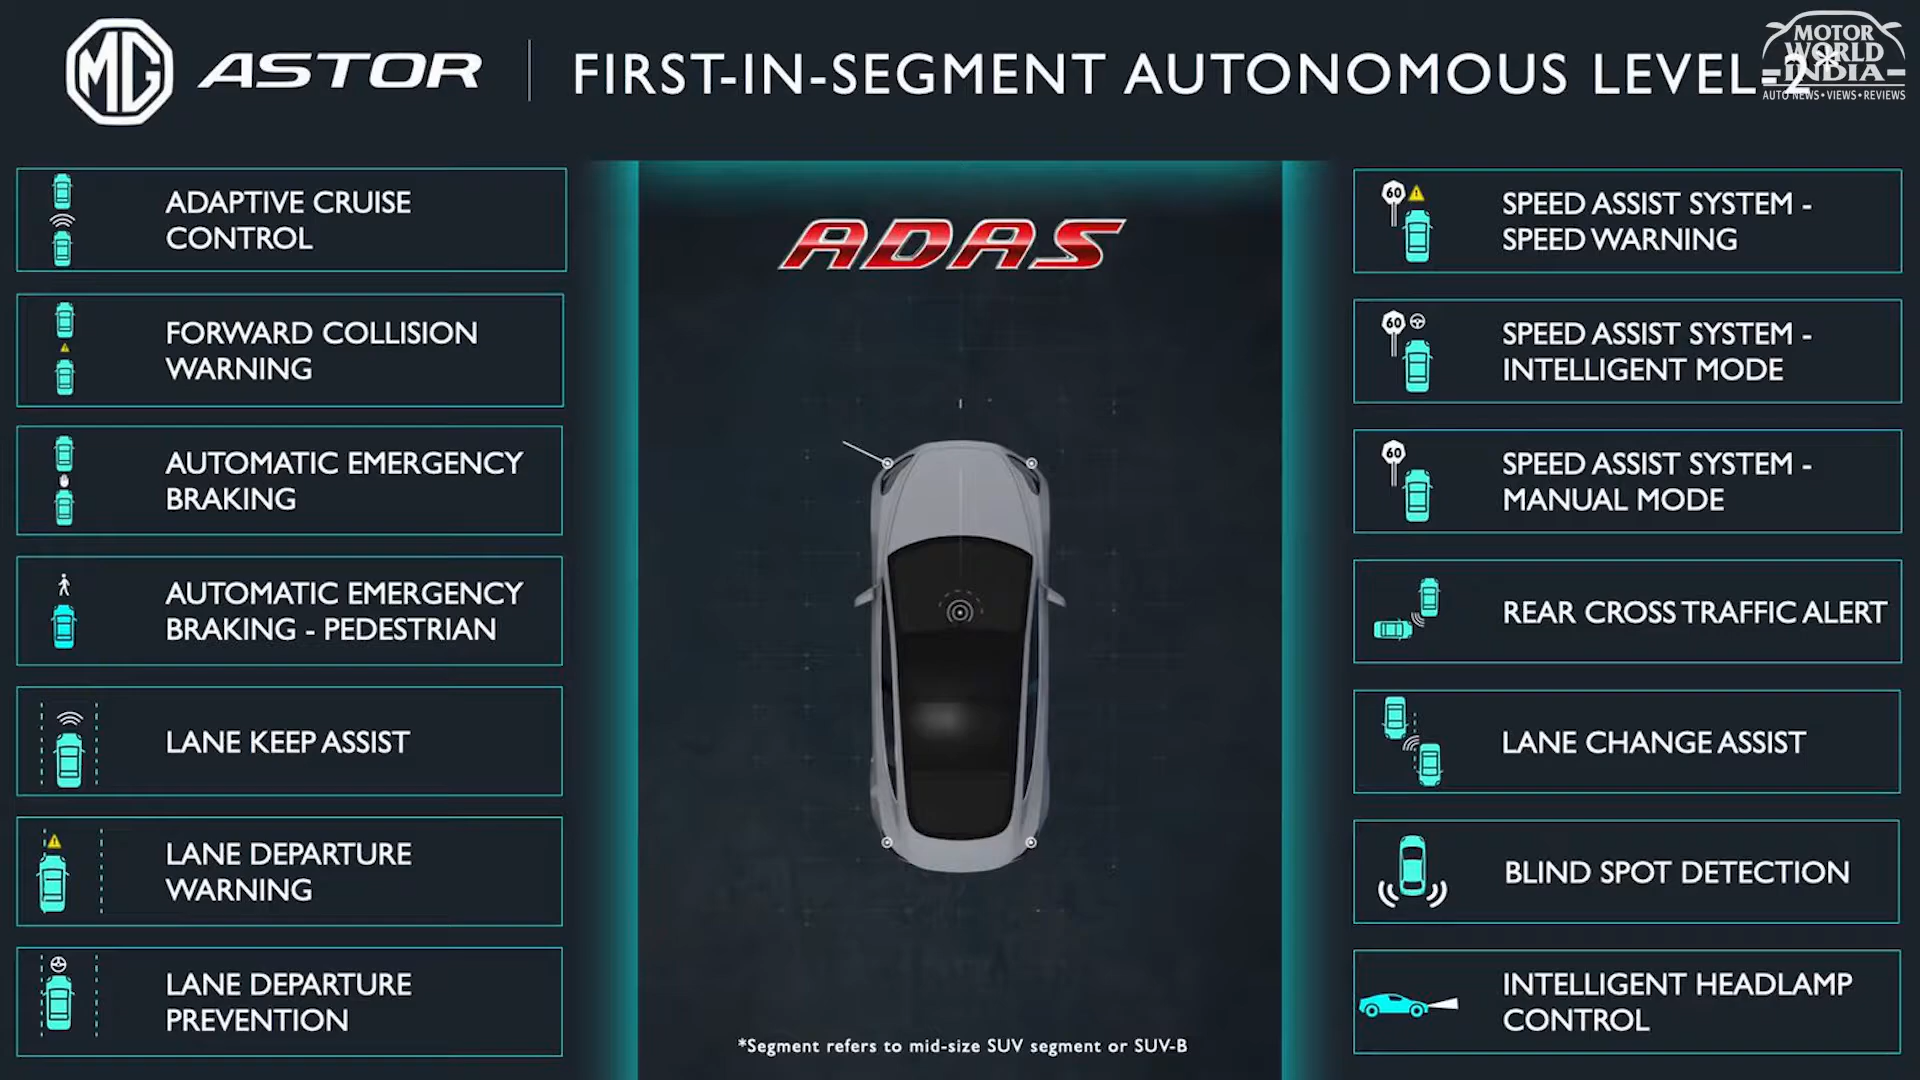 MG ASTOR
FIRST-IN-SEGMENT AUTONOMOUS LEVEL-2*
MOTOR
WORLD
INDIA
AUTO NEWS • VIEWS • REVIEWS
ADAPTIVE CRUISE
CONTROL
FORWARD COLLISION
WARNING
AUTOMATIC EMERGENCY
BRAKING
AUTOMATIC EMERGENCY
BRAKING - PEDESTRIAN
LANE KEEP ASSIST
LANE DEPARTURE
WARNING
LANE DEPARTURE
PREVENTION
ADAS
*Segment refers to mid-size SUV segment or SUV-B
60
SPEED ASSIST SYSTEM -
SPEED WARNING
60
SPEED ASSIST SYSTEM -
INTELLIGENT MODE
60
SPEED ASSIST SYSTEM -
MANUAL MODE
REAR CROSS TRAFFIC ALERT
LANE CHANGE ASSIST
BLIND SPOT DETECTION
INTELLIGENT HEADLAMP
CONTROL